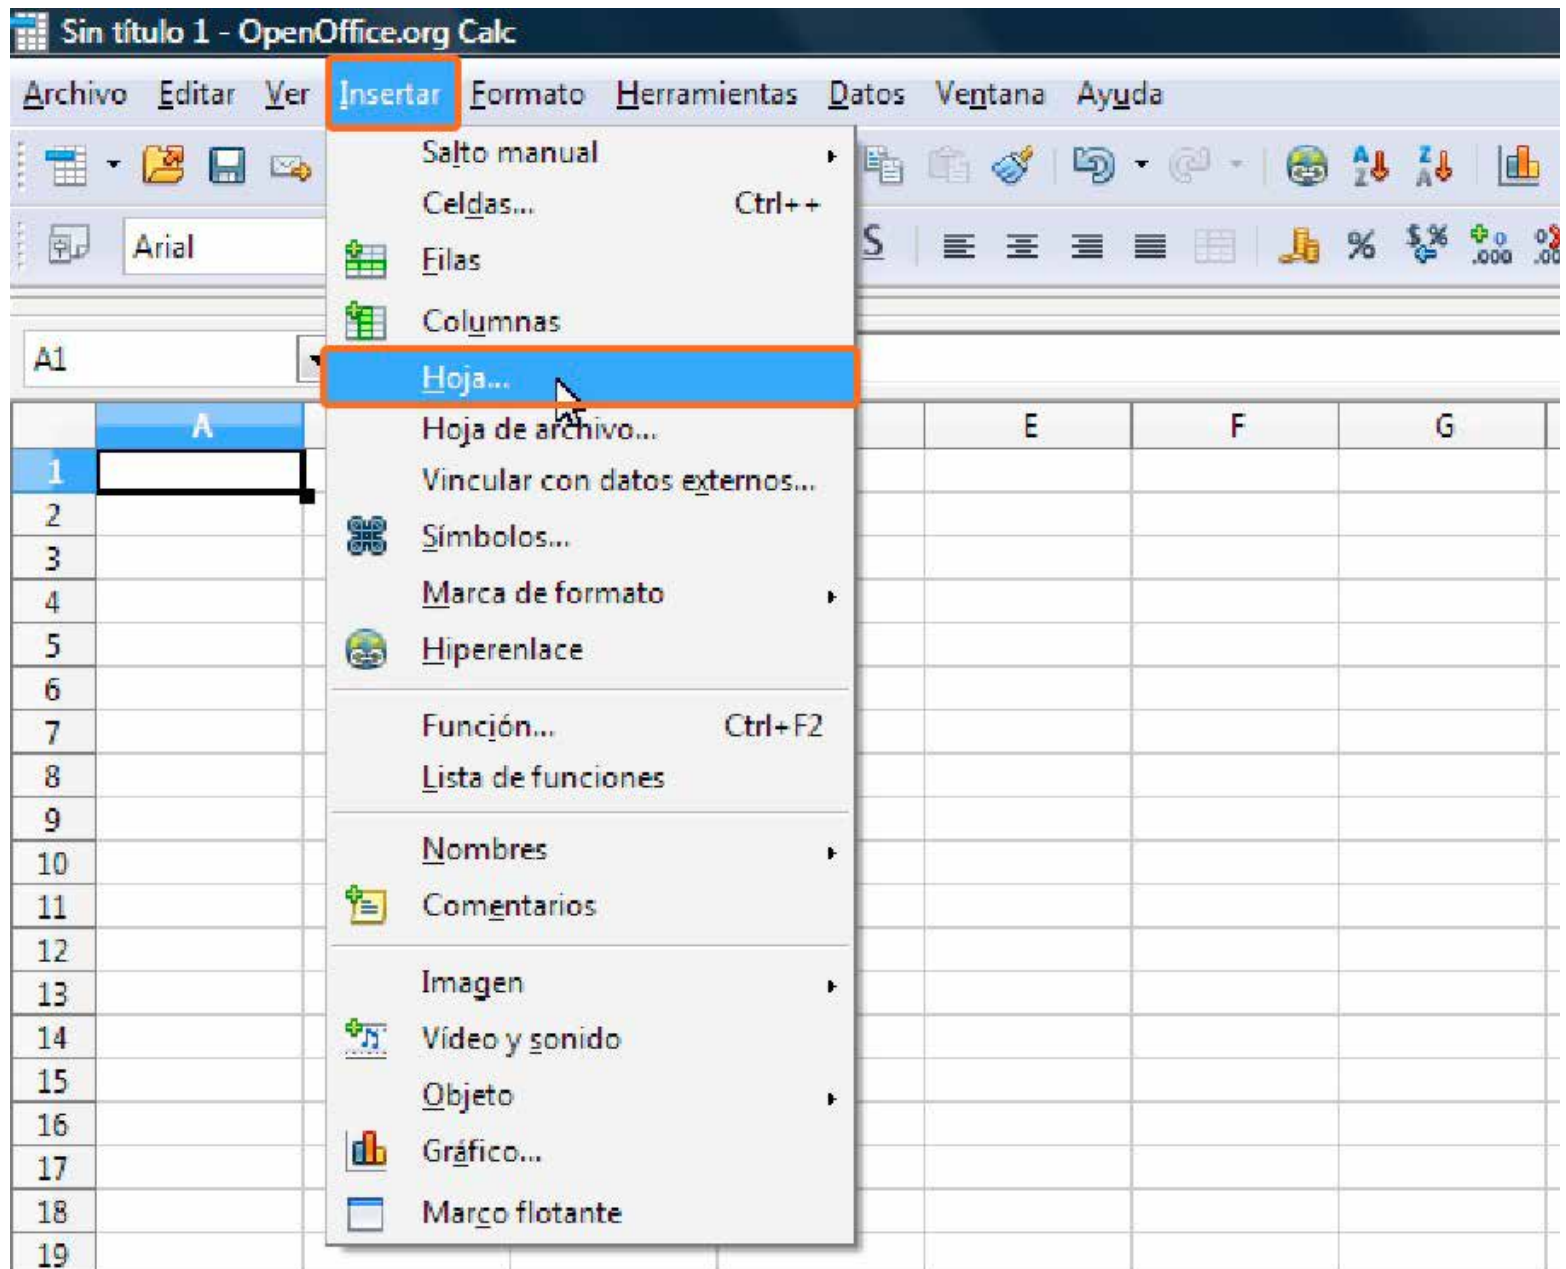 Sin título 1 - OpenOffice.org Calc
Archivo Editar Ver Insertar Formato Herramientas Datos Ventana Ayuda
Salto manual
Celdas... Ctrl++
Arial
S % $% .000
Filas
Columnas
A1
Hoja...
A E F G
Hoja de archivo...
1
Vincular con datos externos...
2
Símbolos...
3
Marca de formato
4
5
Hiperenlace
6
Función... Ctrl+F2
7
Lista de funciones
8
9
Nombres
10
Comentarios
11
12
Imagen
13
Vídeo y sonido
14
Objeto
15
16
Gráfico...
17
Marco flotante
18
19